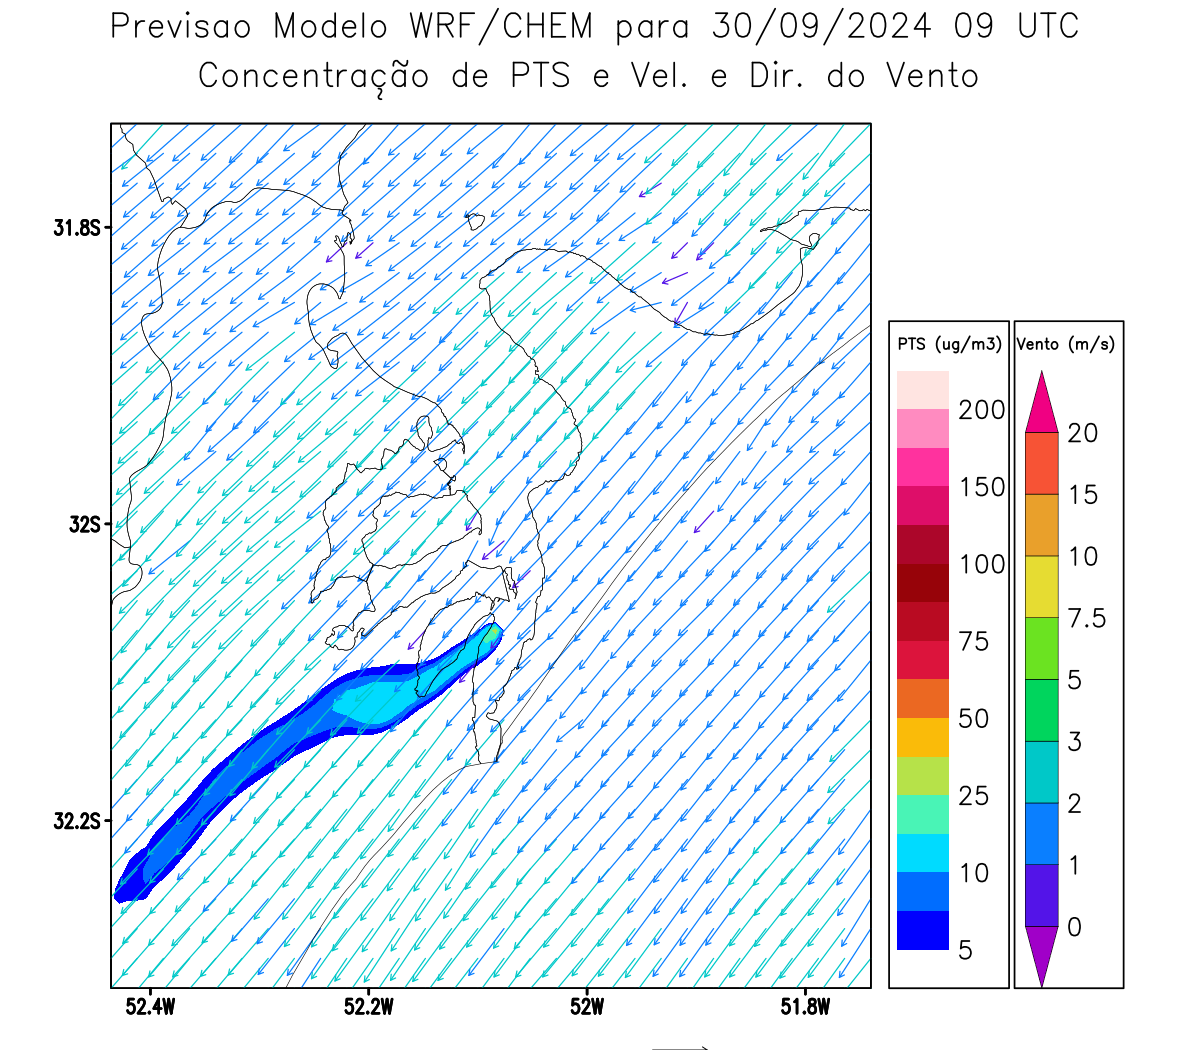 Previsao Modelo WRF/CHEM para 30/09/2024 09 UTC
Concentração de PTS e Vel. e Dir. do Vento
31.8S
32S
32.2S
52.4W
52.2W
52W
51.8W
PTS (ug/m3)
200
150
100
75
50
25
10
5
Vento (m/s)
20
15
10
7.5
5
3
2
1
0